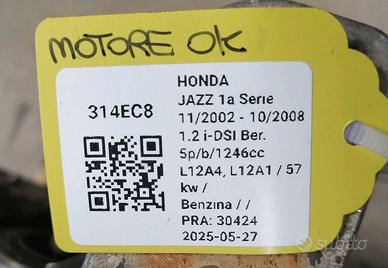 MOTORE OK
314EC8
HONDA
JAZZ 1a Serie
11/2002 - 10/2008
1.2 i-DSI Ber.
5p/b/1246cc
L12A4, L12A1 / 57
kw /
Benzina / /
PRA: 30424
2025-05-27
subito